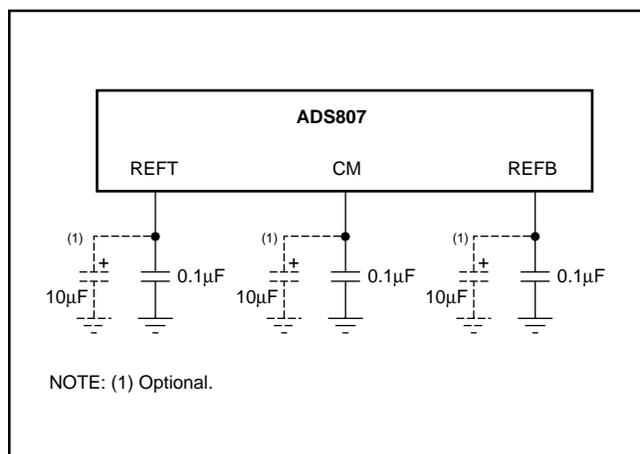 ADS807
REFT CM REFB
(1) (1) (1)
+ + +
0.1μF 0.1μF 0.1μF
10μF 10μF 10μF
NOTE: (1) Optional.